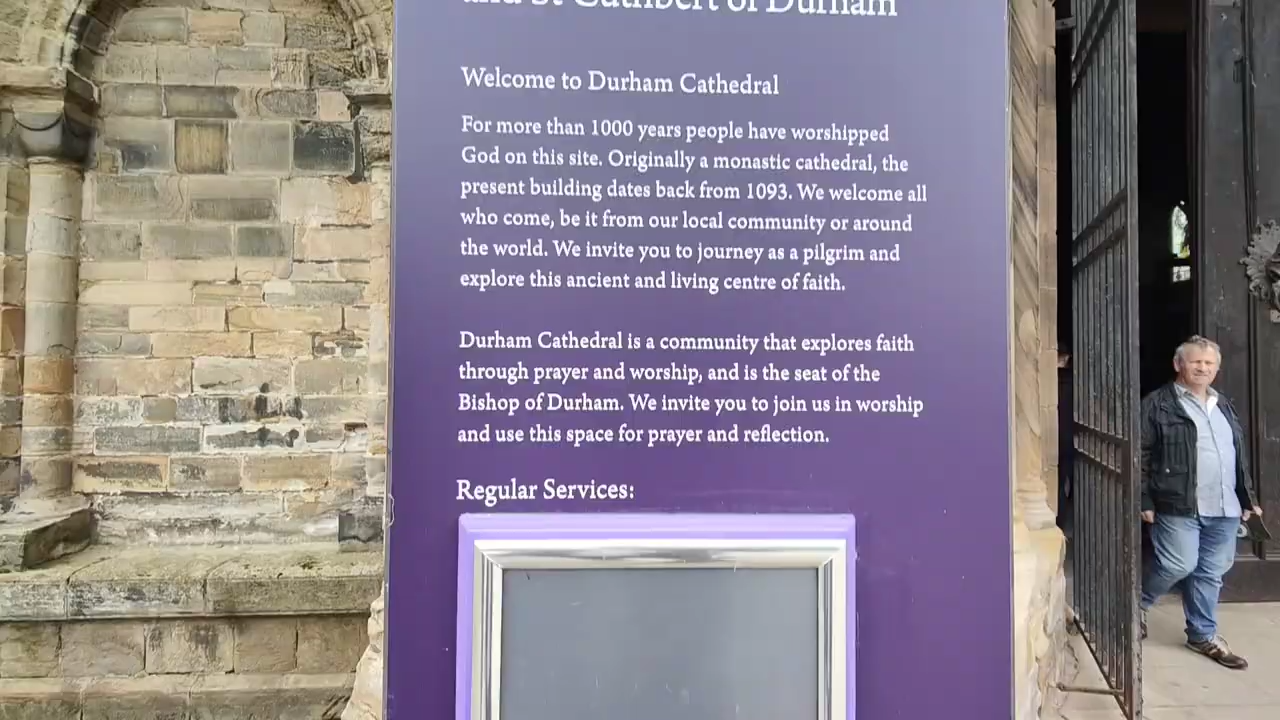 and St Cuthbert of Durham
Welcome to Durham Cathedral
For more than 1000 years people have worshipped
God on this site. Originally a monastic cathedral, the
present building dates back from 1093. We welcome all
who come, be it from our local community or around
the world. We invite you to journey as a pilgrim and
explore this ancient and living centre of faith.
Durham Cathedral is a community that explores faith
through prayer and worship, and is the seat of the
Bishop of Durham. We invite you to join us in worship
and use this space for prayer and reflection.
Regular Services: